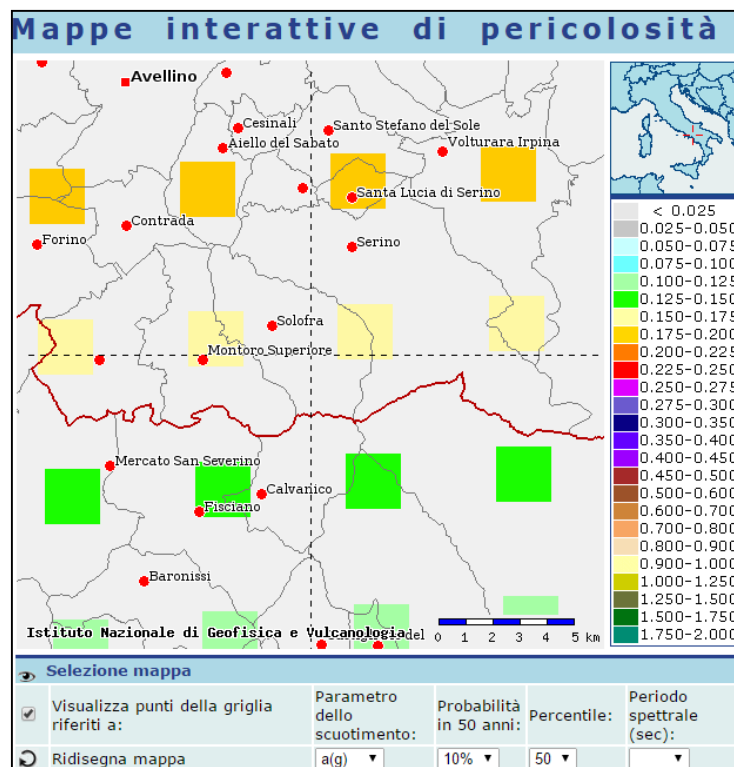 Mappe interattive di pericolosità
Avellino
Cesinali
Santo Stefano del Sole
Aiello del Sabato
Volturara Irpina
Santa Lucia di Serino
Contrada
Forino
Serino
Solofra
Montoro Superiore
Mercato San Severino
Calvanico
Fisciano
Baronissi
Istituto Nazionale di Geofisica e Vulcanologia
del
0 1 2 3 4 5 km
< 0.025
0.025-0.050
0.050-0.075
0.075-0.100
0.100-0.125
0.125-0.150
0.150-0.175
0.175-0.200
0.200-0.225
0.225-0.250
0.250-0.275
0.275-0.300
0.300-0.350
0.350-0.400
0.400-0.450
0.450-0.500
0.500-0.600
0.600-0.700
0.700-0.800
0.800-0.900
0.900-1.000
1.000-1.250
1.250-1.500
1.500-1.750
1.750-2.000
Selezione mappa
Visualizza punti della griglia
riferiti a:
Parametro
dello
scuotimento:
Probabilità
in 50 anni:
Percentile:
Periodo
spettrale
(sec):
Ridisegna mappa
a(g)
10%
50